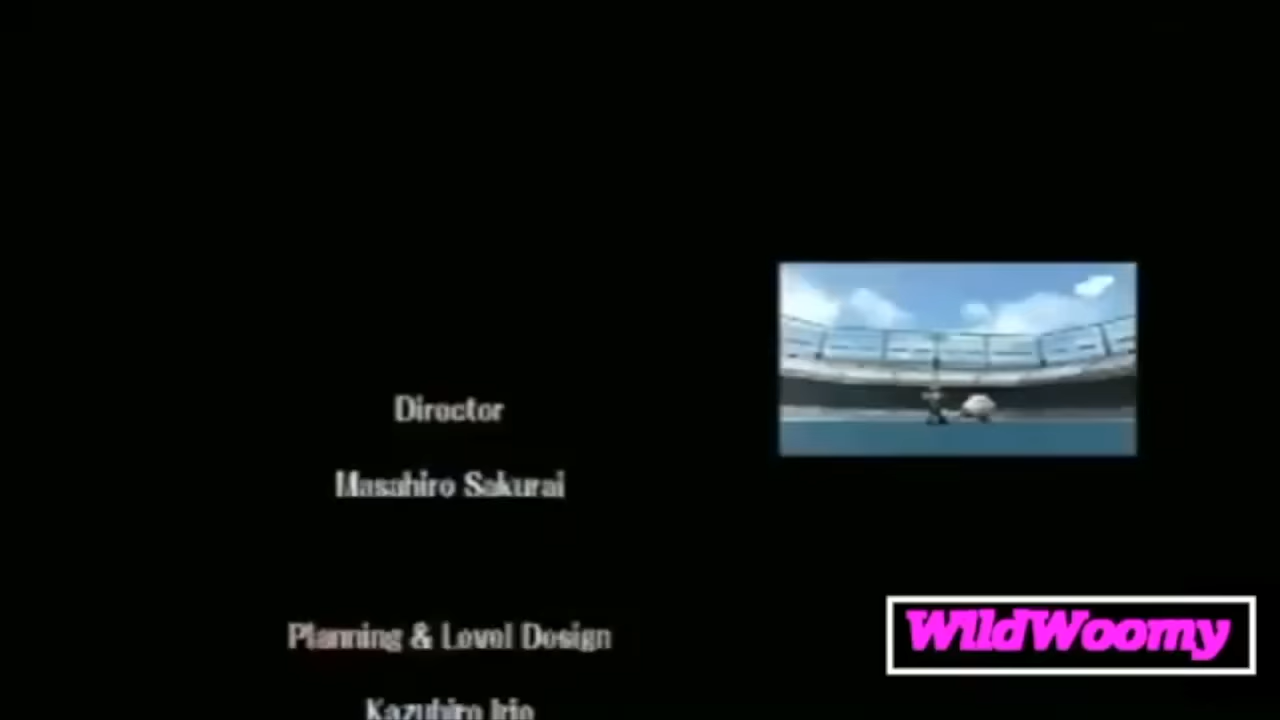 Director
Masahiro Sakurai
Planning & Level Design
Kazuhiro Irie
WildWoomy